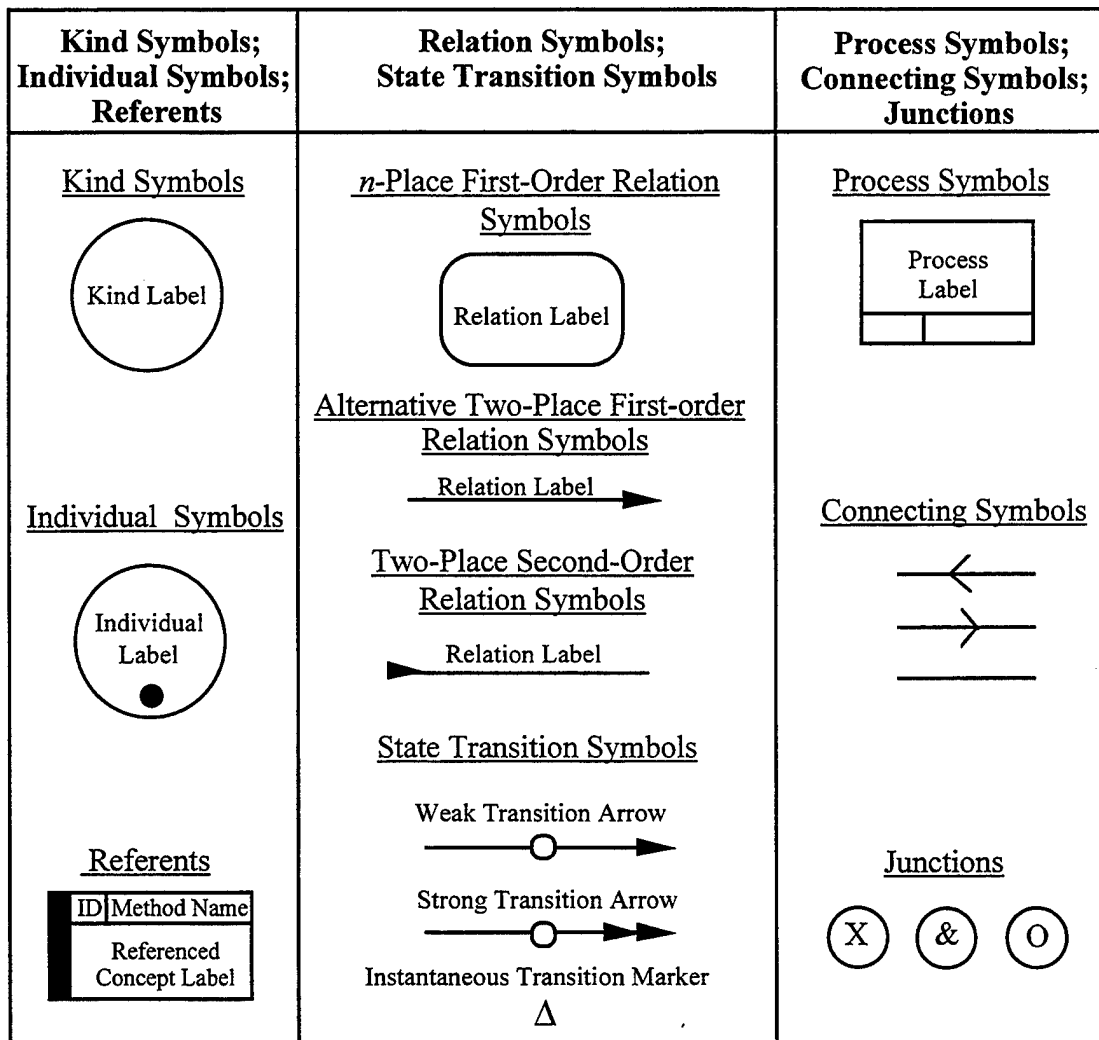 Kind Symbols;
Individual Symbols;
Referents
Relation Symbols;
State Transition Symbols
Process Symbols;
Connecting Symbols;
Junctions
Kind Symbols
Kind Label
Individual Symbols
Individual
Label
Referents
ID Method Name
Referenced
Concept Label
n-Place First-Order Relation
Symbols
Relation Label
Alternative Two-Place First-order
Relation Symbols
Relation Label
Two-Place Second-Order
Relation Symbols
Relation Label
State Transition Symbols
Weak Transition Arrow
Strong Transition Arrow
Instantaneous Transition Marker
Δ
Process Symbols
Process
Label
Connecting Symbols
Junctions
X & O